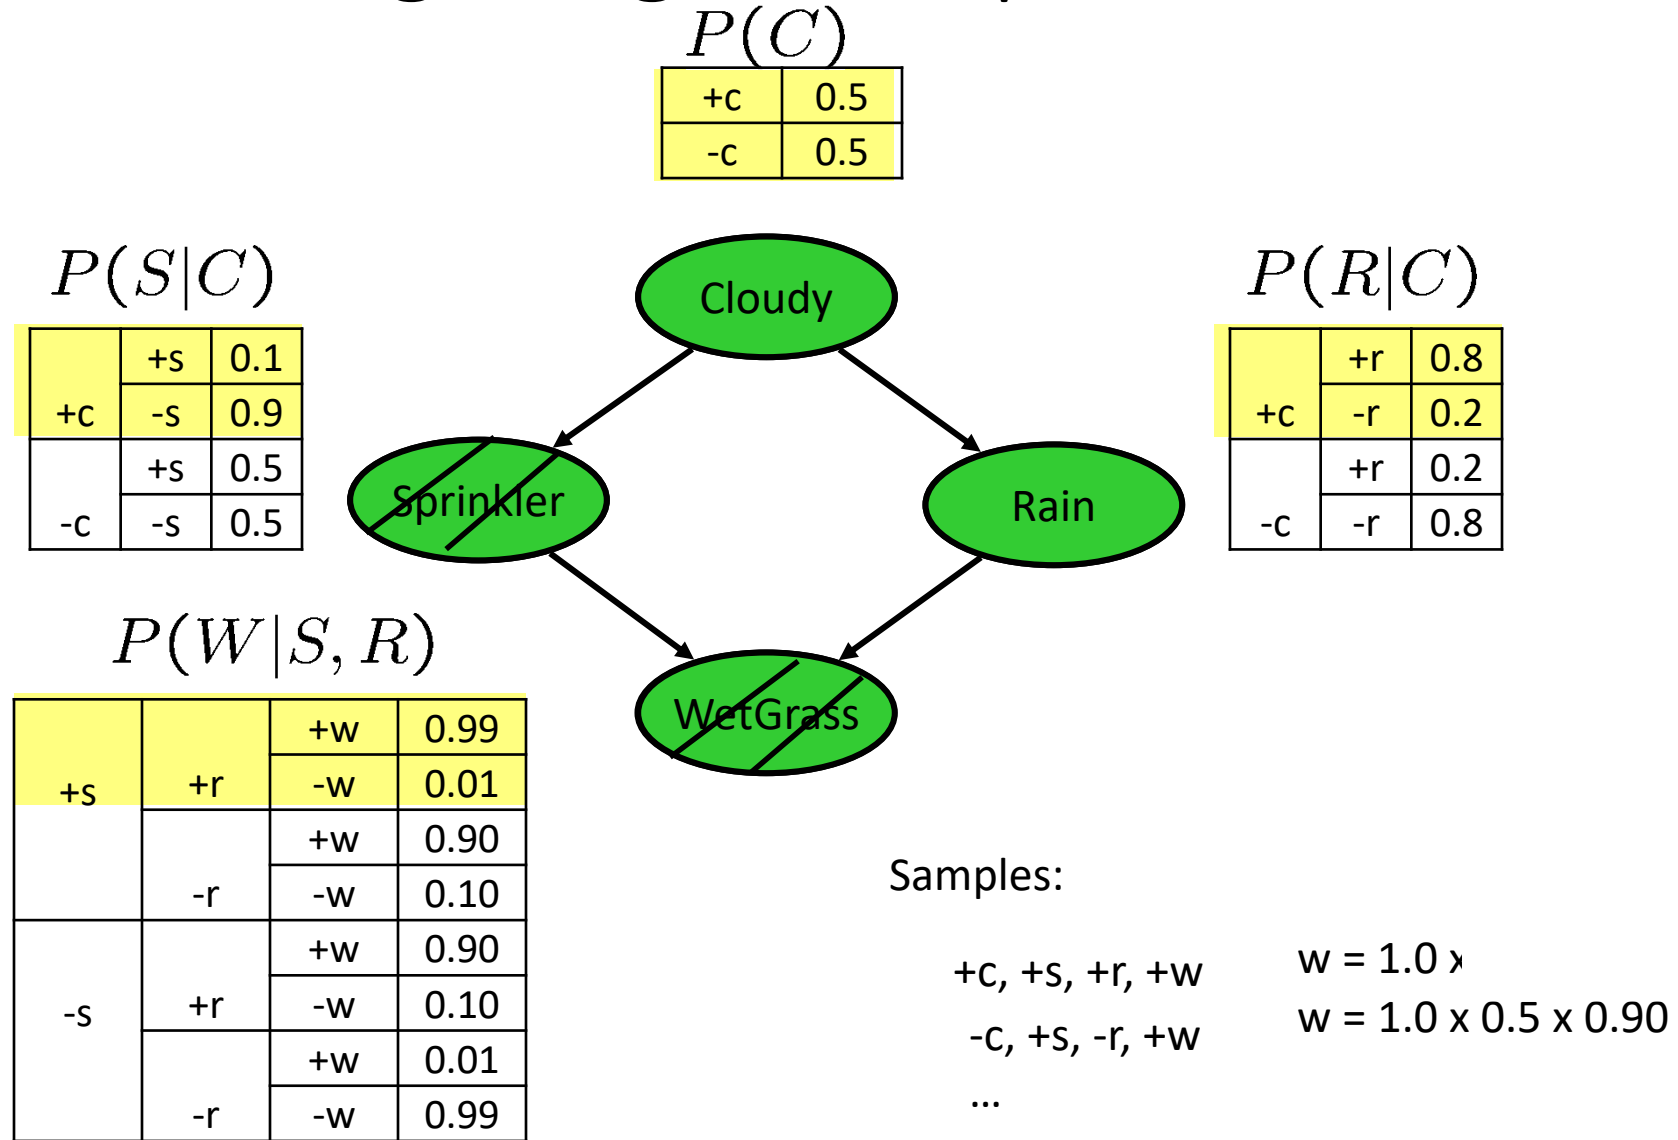 P(C)
+c 0.5
-c 0.5
P(S|C)
+s 0.1
+c -s 0.9
+s 0.5
-c -s 0.5
Cloudy
P(R|C)
+r 0.8
+c -r 0.2
+r 0.2
-c -r 0.8
Sprinkler
Rain
P(W|S, R)
+w 0.99
+s +r -w 0.01
+w 0.90
-r -w 0.10
+w 0.90
-s +r -w 0.10
+w 0.01
-r -w 0.99
WetGrass
Samples:
+c, +s, +r, +w w = 1.0 x
-c, +s, -r, +w w = 1.0 x 0.5 x 0.90
...